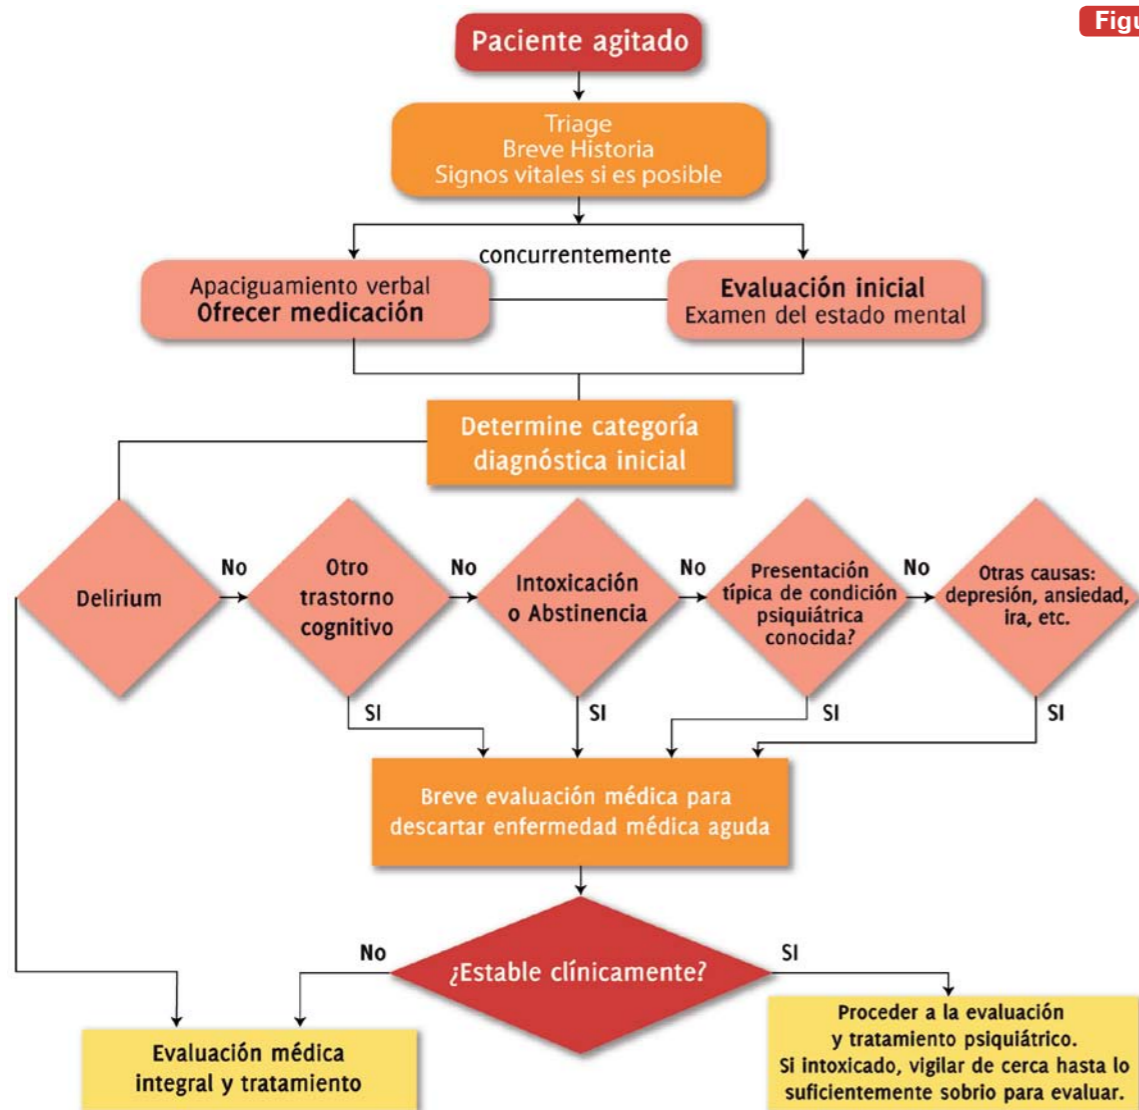 Figu
Paciente agitado
Triage
Breve Historia
Signos vitales si es posible
concurrentemente
Apaciguamiento verbal
Ofrecer medicación
Evaluación inicial
Examen del estado mental
Determine categoría
diagnóstica inicial
Delirium
No
Otro
trastorno
cognitivo
No
Intoxicación
o Abstinencia
No
Presentación
típica de condición
psiquiátrica
conocida?
No
Otras causas:
depresión, ansiedad,
ira, etc.
SI
SI
SI
SI
Breve evaluación médica para
descartar enfermedad médica aguda
No
¿Estable clínicamente?
SI
Evaluación médica
integral y tratamiento
Proceder a la evaluación
y tratamiento psiquiátrico.
Si intoxicado, vigilar de cerca hasta lo
suficientemente sobrio para evaluar.